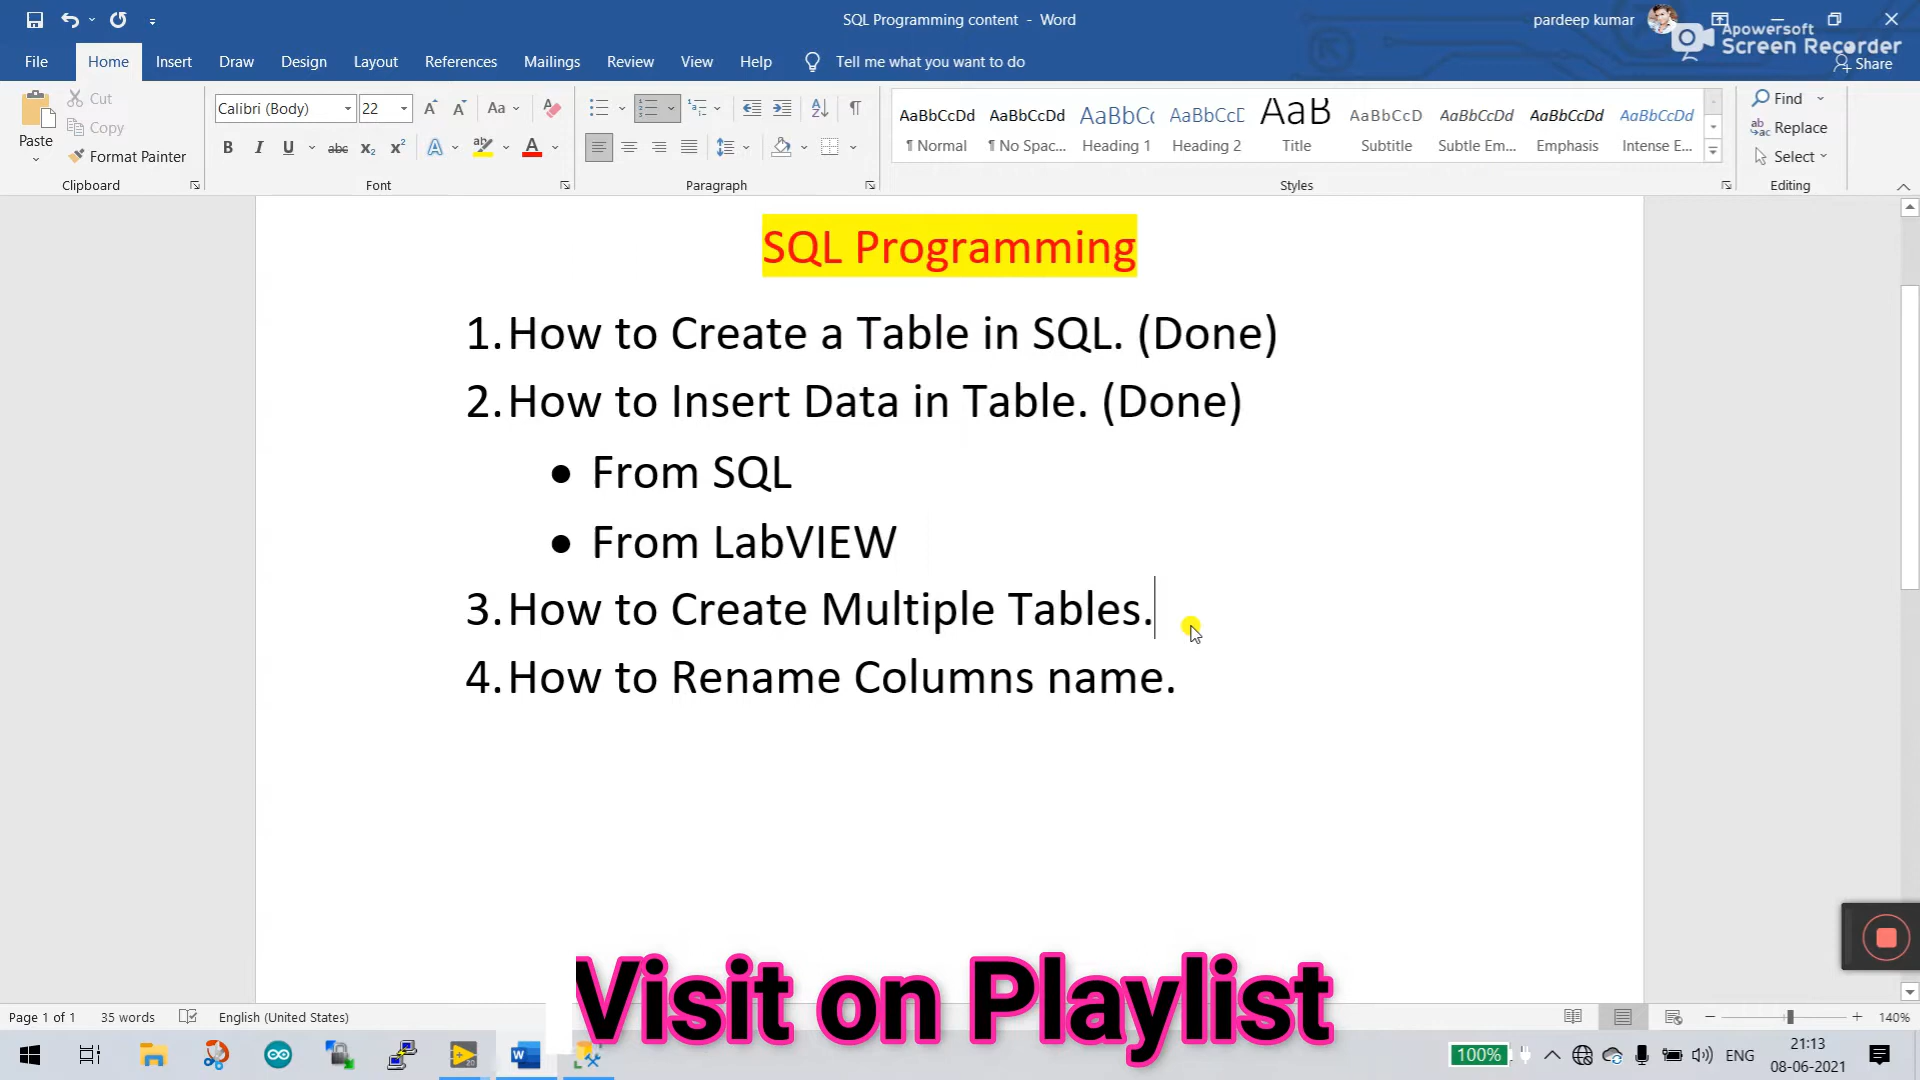 SQL Programming content - Word
pardeep kumar
Apowersoft
Screen Recorder
File Home Insert Draw Design Layout References Mailings Review View Help Tell me what you want to do
Share
Paste
Cut
Copy
Format Painter
Clipboard
Calibri (Body) 22
Aa
B I U abc x₂ x² A ab A
Font
Paragraph
AaBbCcDd AaBbCcDd AaBbCc AaBbCcD AaB AaBbCcD AaBbCcDd AaBbCcDd AaBbCcDd
¶ Normal ¶ No Spac... Heading 1 Heading 2 Title Subtitle Subtle Em... Emphasis Intense E...
Styles
Find
Replace
Select
Editing
SQL Programming
1. How to Create a Table in SQL. (Done)
2. How to Insert Data in Table. (Done)
● From SQL
● From LabVIEW
3. How to Create Multiple Tables.
4. How to Rename Columns name.
Visit on Playlist
Page 1 of 1 35 words English (United States)
140%
100%
ENG
21:13
08-06-2021